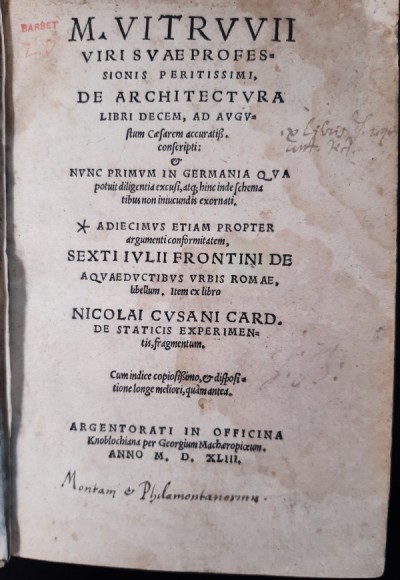 BARDET
M. VITRVVII
VIRI SVAE PROFES-
SIONIS PERITISSIMI,
DE ARCHITECTVRA
LIBRI DECEM, AD AVGV-
stum Cæsarem accuratiß.
conscripti:
&
NVNC PRIMVM IN GERMANIA QVA
potuit diligentia excusi, atq; hinc inde schema
tibus non iniucundis exornati.
* ADIECIMVS ETIAM PROPTER
argumenti conformitatem,
SEXTI IVLII FRONTINI DE
AQVAEDVCTIBVS VRBIS ROMAE,
libellum. Item ex libro
NICOLAI CVSANI CARD.
DE STATICIS EXPERIMEN-
tis, fragmentum.
Cum indice copiosißimo, & disposi-
tione longe meliori, quàm antea.
ARGENTORATI IN OFFICINA
Knoblochiana per Georgium Machæropiœum.
ANNO M. D. XLIII.
Montani & Philamontanorum.